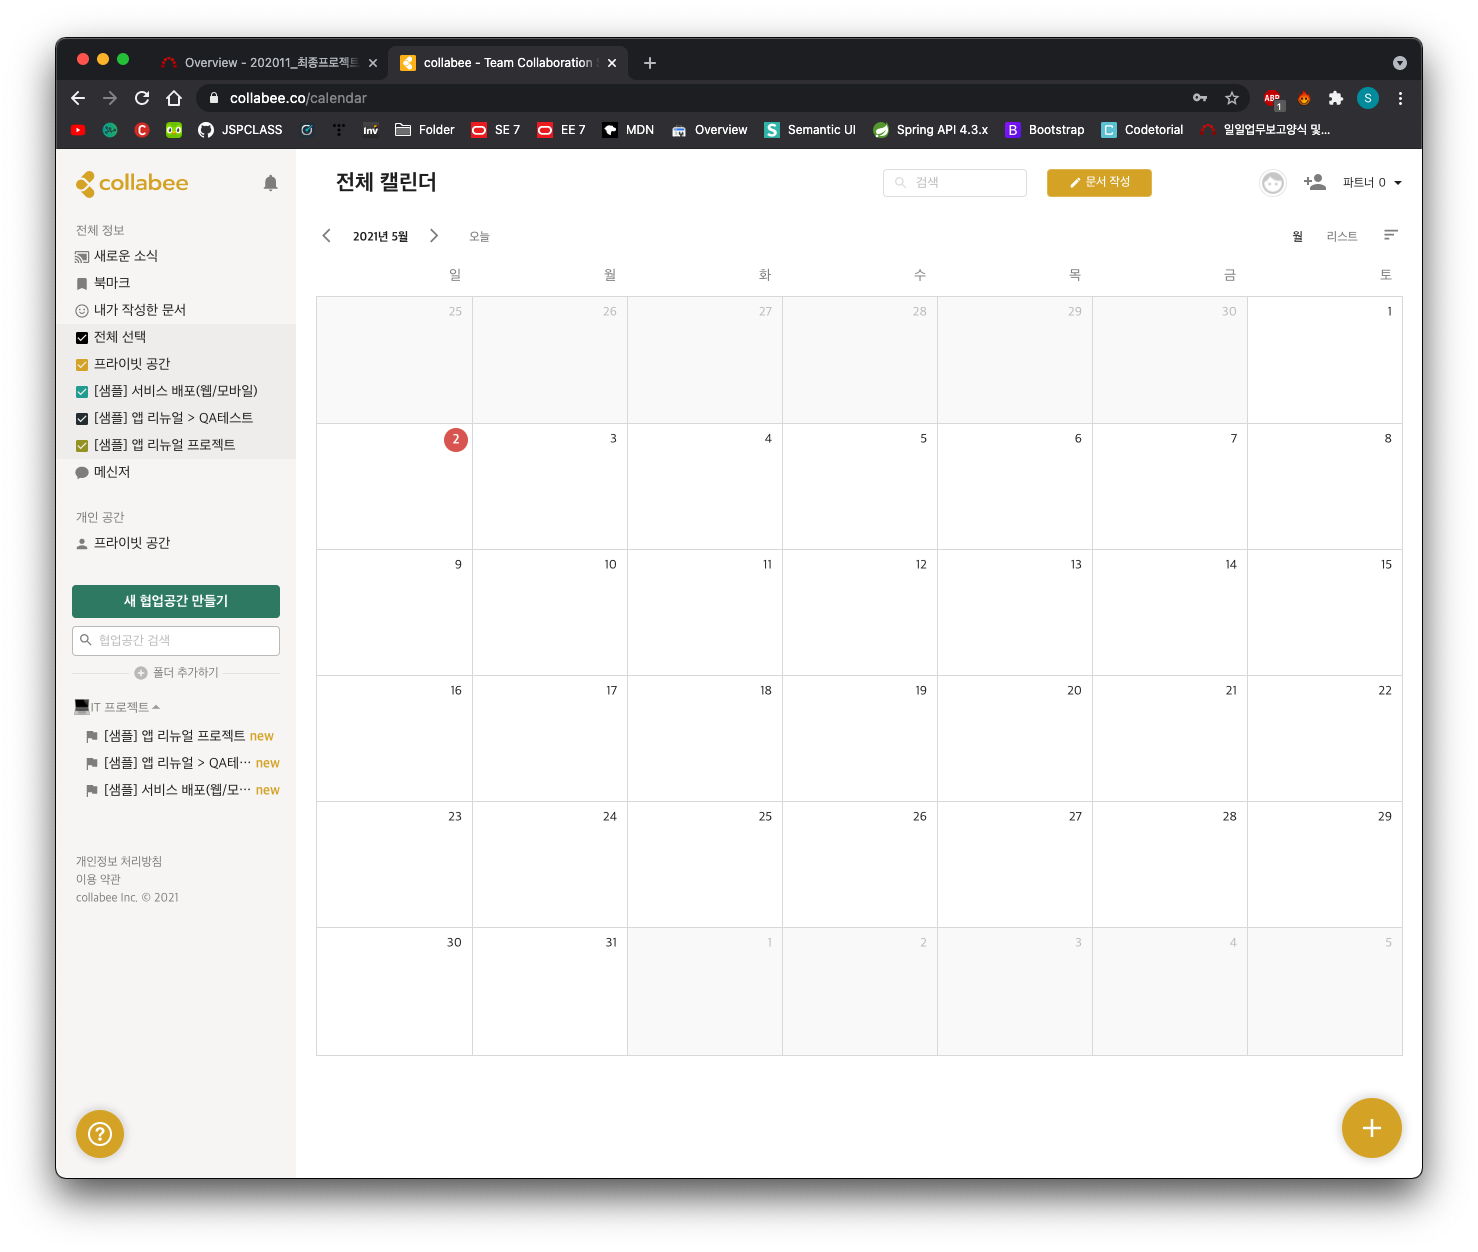 Overview - 202011_최종프로젝트
collabee - Team Collaboration
collabee.co/calendar
ABP 1 S
JSPCLASS Inv Folder SE 7 EE 7 MDN Overview Semantic UI Spring API 4.3.x Bootstrap Codetorial 일일업무보고양식 및...
collabee
전체 정보
새로운 소식
북마크
내가 작성한 문서
전체 선택
프라이빗 공간
[샘플] 서비스 배포(웹/모바일)
[샘플] 앱 리뉴얼 > QA테스트
[샘플] 앱 리뉴얼 프로젝트
메신저
개인 공간
프라이빗 공간
새 협업공간 만들기
협업공간 검색
폴더 추가하기
IT 프로젝트
[샘플] 앱 리뉴얼 프로젝트 new
[샘플] 앱 리뉴얼 > QA테… new
[샘플] 서비스 배포(웹/모… new
개인정보 처리방침
이용 약관
collabee Inc. © 2021
전체 캘린더 검색 문서 작성 파트너 0
2021년 5월 오늘 월 리스트
일 월 화 수 목 금 토
25 26 27 28 29 30 1
2 3 4 5 6 7 8
9 10 11 12 13 14 15
16 17 18 19 20 21 22
23 24 25 26 27 28 29
30 31 1 2 3 4 5